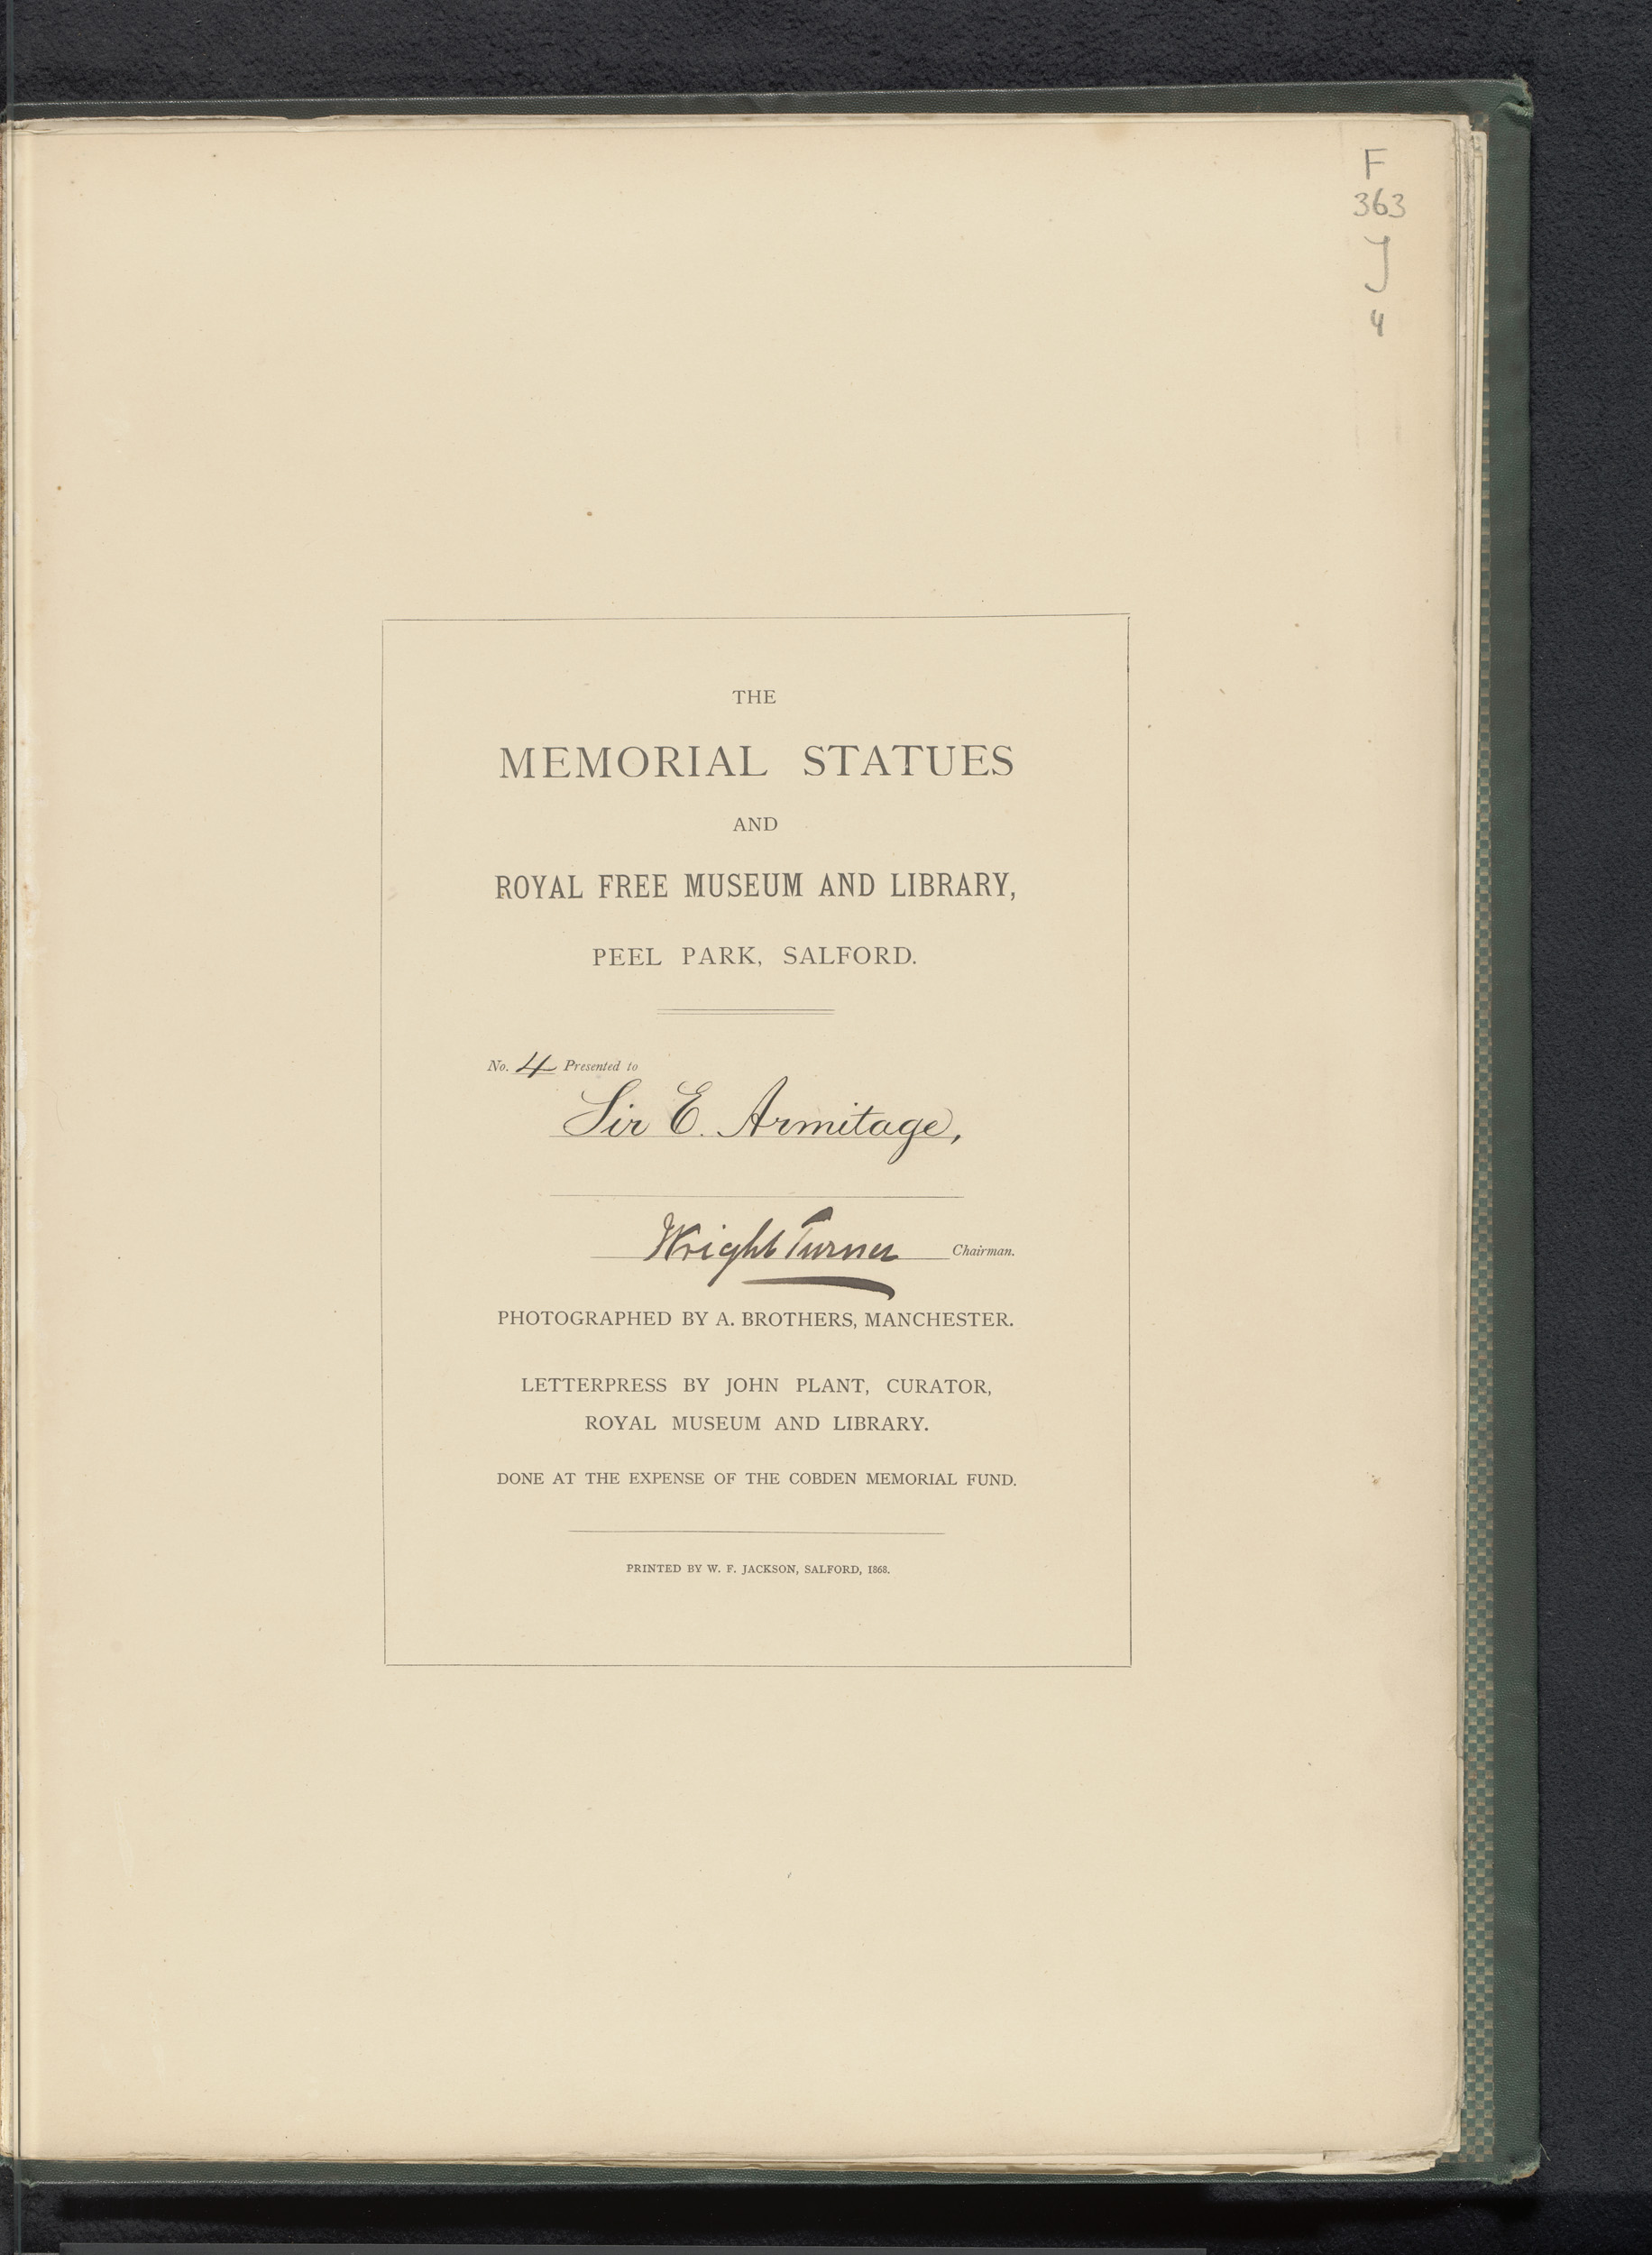 F
363
J
4
THE
MEMORIAL STATUES
AND
ROYAL FREE MUSEUM AND LIBRARY,
PEEL PARK, SALFORD.
No. 4 Presented to
Sir E. Armitage,
Wright Turner Chairman.
PHOTOGRAPHED BY A. BROTHERS, MANCHESTER.
LETTERPRESS BY JOHN PLANT, CURATOR,
ROYAL MUSEUM AND LIBRARY.
DONE AT THE EXPENSE OF THE COBDEN MEMORIAL FUND.
PRINTED BY W. F. JACKSON, SALFORD, 1868.